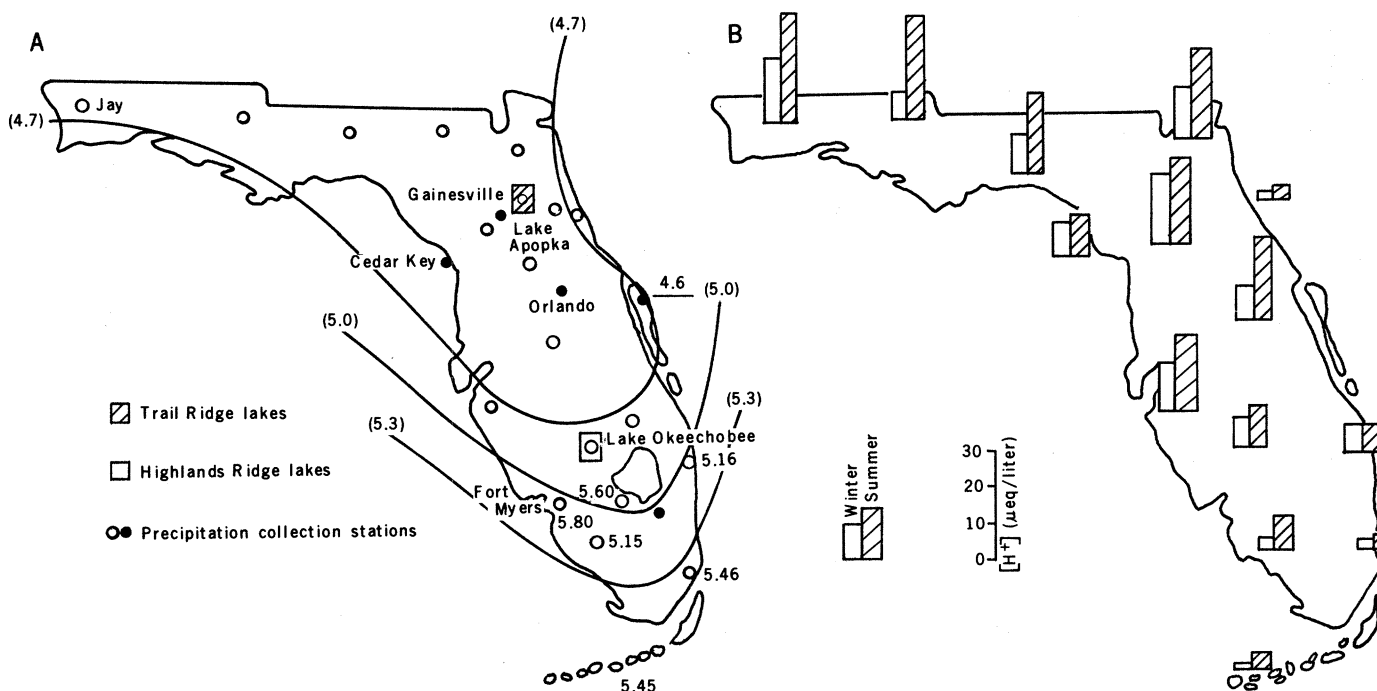 A
(4.7)
Jay
(4.7)
Gainesville
Lake
Apopka
Cedar Key
Orlando
4.6
(5.0)
(5.0)
(5.3)
(5.3)
Trail Ridge lakes
Highlands Ridge lakes
Precipitation collection stations
Lake Okeechobee
5.16
Fort
Myers
5.60
5.80
5.15
5.46
5.45
B
Winter
Summer
30
20
10
0
[H+] (μeq/liter)